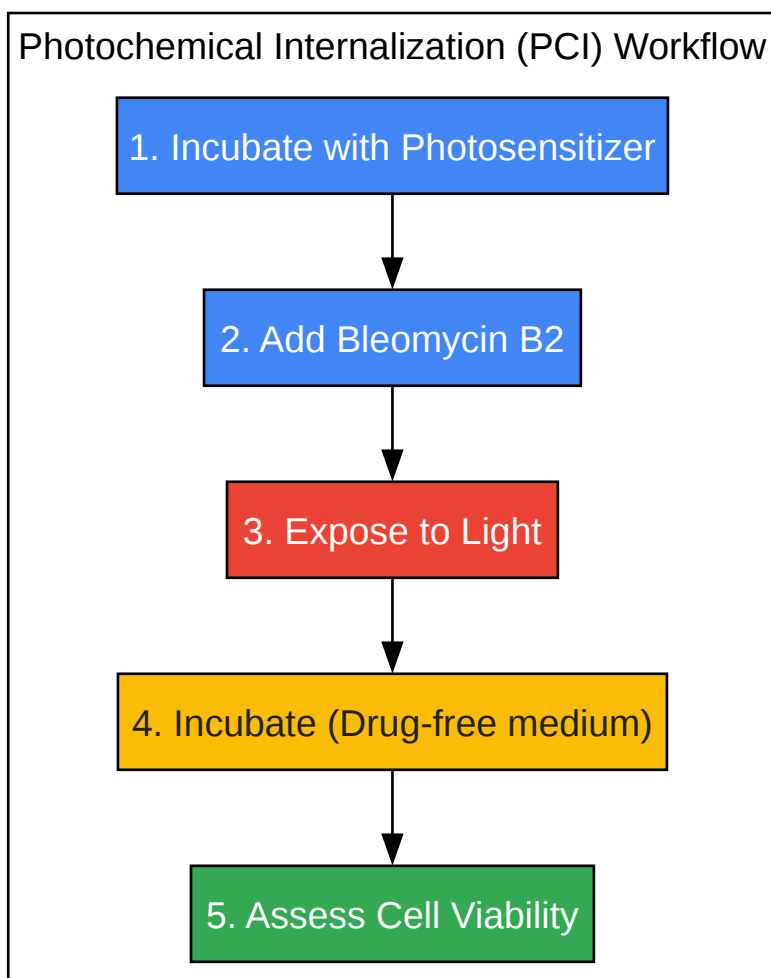 Photochemical Internalization (PCI) Workflow
1. Incubate with Photosensitizer
2. Add Bleomycin B2
3. Expose to Light
4. Incubate (Drug-free medium)
5. Assess Cell Viability